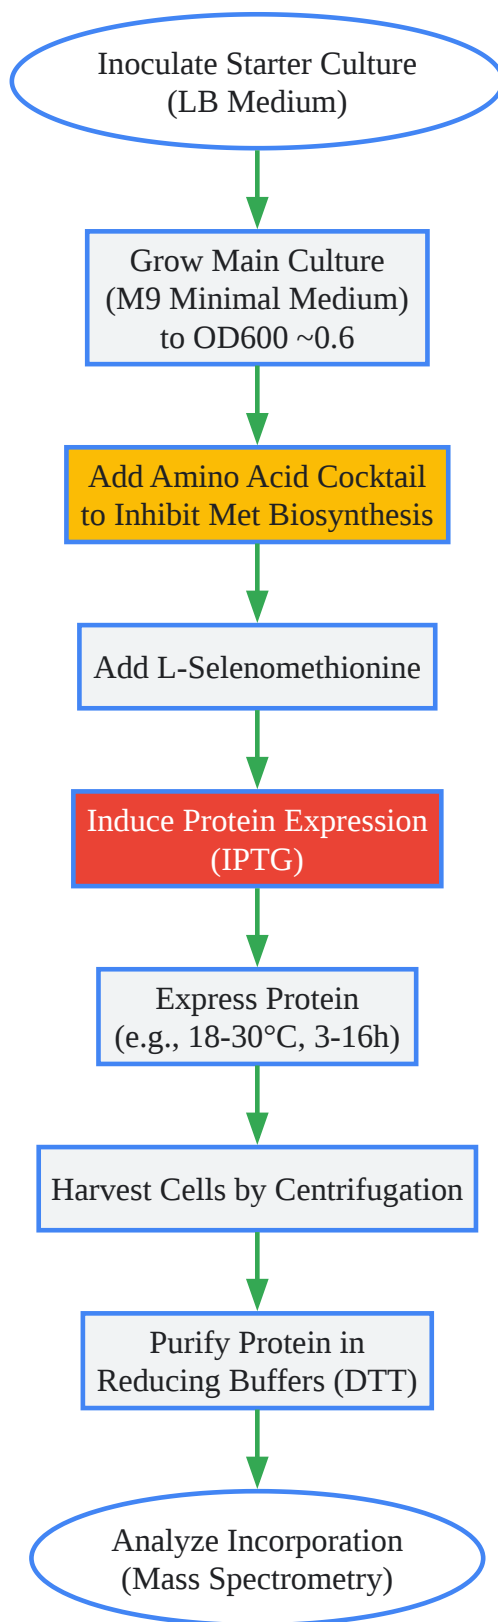 Inoculate Starter Culture
(LB Medium)
Grow Main Culture
(M9 Minimal Medium)
to OD600 ~0.6
Add Amino Acid Cocktail
to Inhibit Met Biosynthesis
Add L-Selenomethionine
Induce Protein Expression
(IPTG)
Express Protein
(e.g., 18-30°C, 3-16h)
Harvest Cells by Centrifugation
Purify Protein in
Reducing Buffers (DTT)
Analyze Incorporation
(Mass Spectrometry)